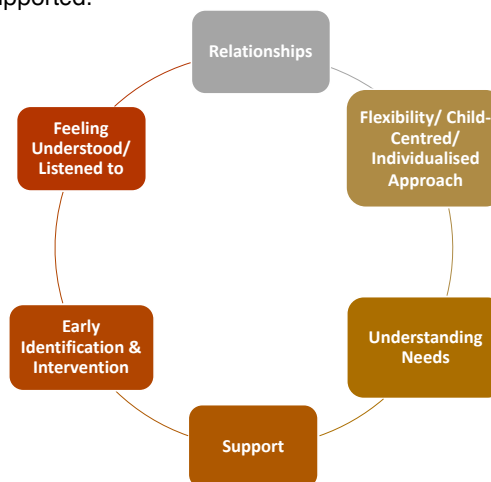 Relationships
Flexibility/ Child-
Centred/
Individualised
Approach
Understanding
Needs
Support
Early
Identification &
Intervention
Feeling
Understood/
Listened to